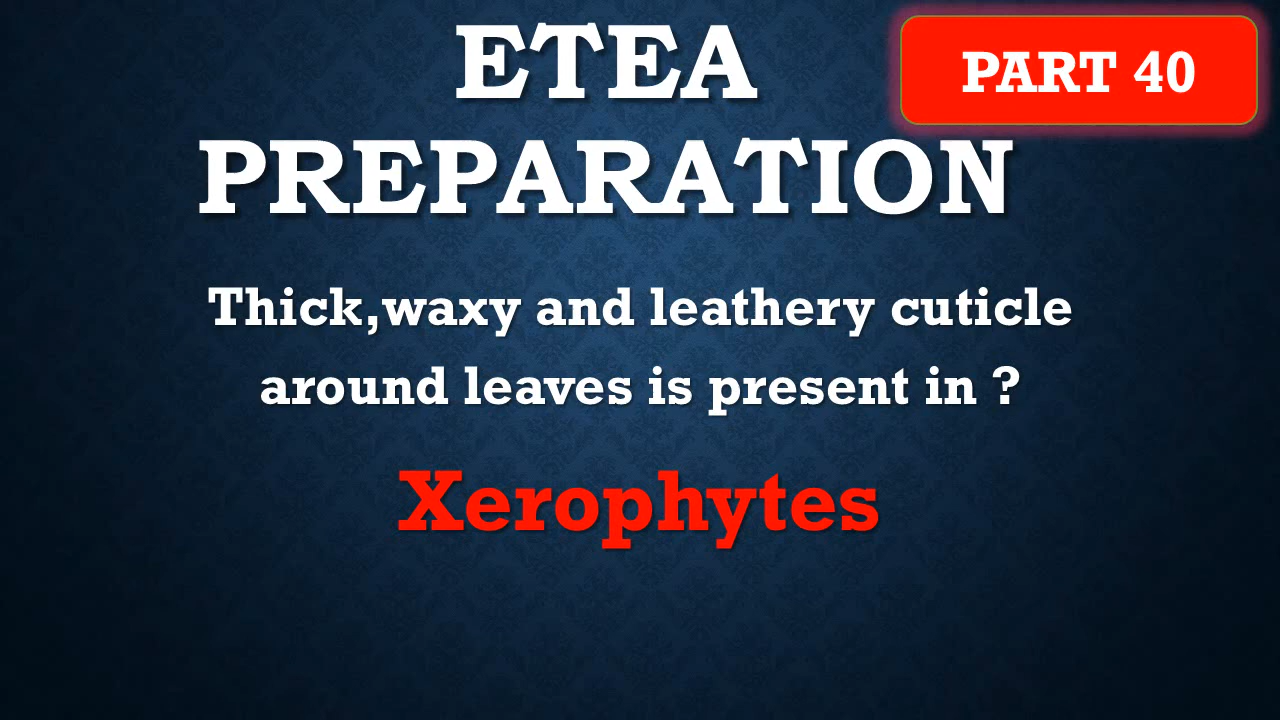 ETEA
PART 40
PREPARATION
Thick,waxy and leathery cuticle
around leaves is present in ?
Xerophytes